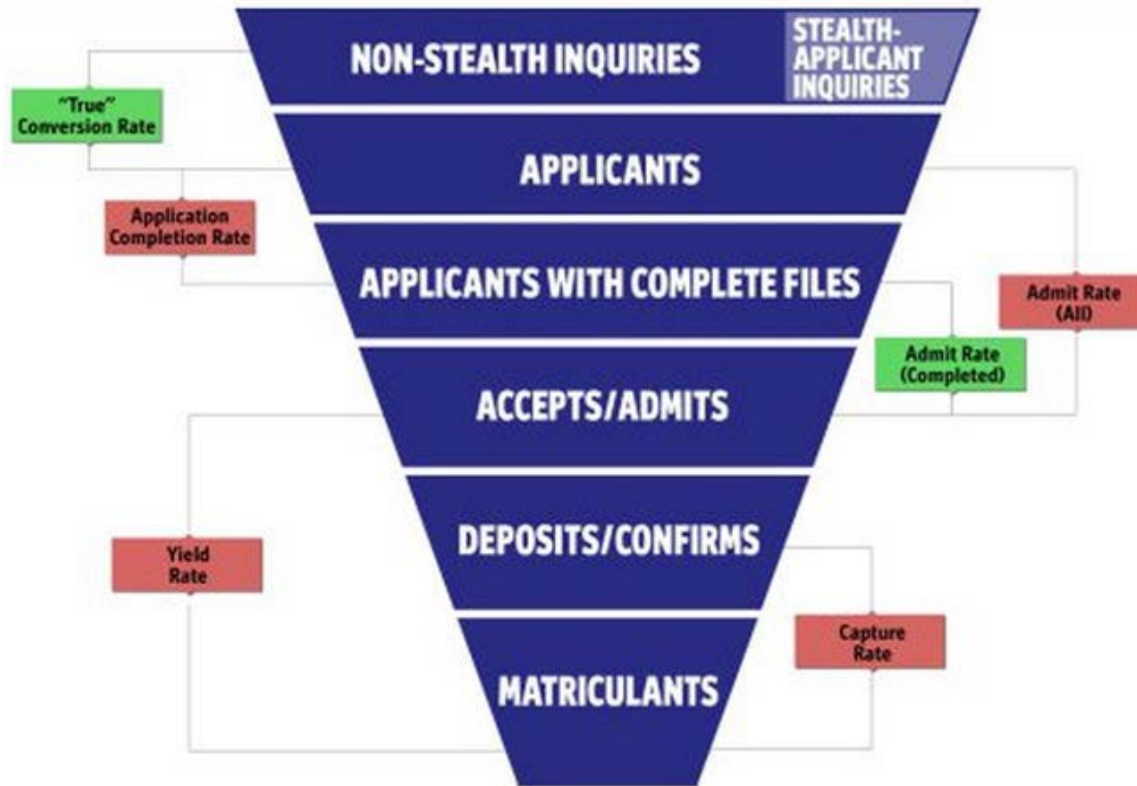 NON-STEALTH INQUIRIES
STEALTH-
APPLICANT
INQUIRIES
"True"
Conversion Rate
APPLICANTS
Application
Completion Rate
APPLICANTS WITH COMPLETE FILES
Admit Rate
(All)
Admit Rate
(Completed)
ACCEPTS/ADMITS
DEPOSITS/CONFIRMS
Yield
Rate
Capture
Rate
MATRICULANTS